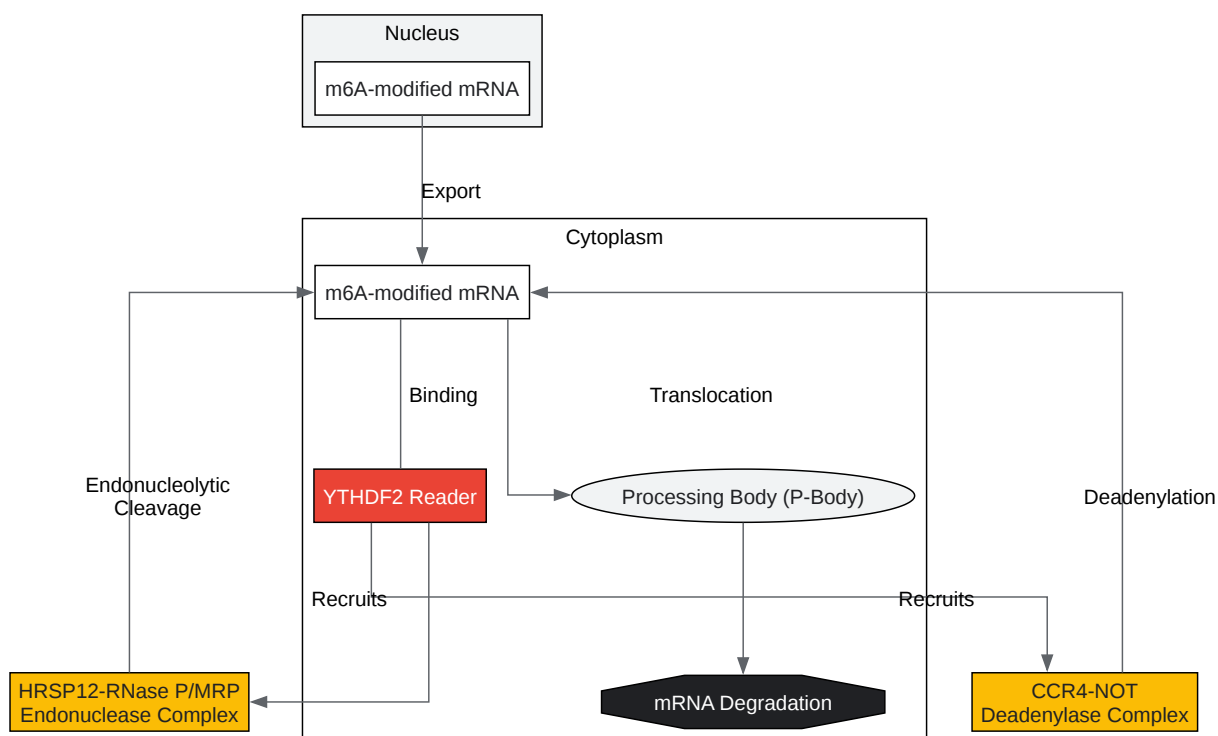 Nucleus
m6A-modified mRNA
Export
Cytoplasm
m6A-modified mRNA
Binding
Translocation
Endonucleolytic
Cleavage
YTHDF2 Reader
Processing Body (P-Body)
Deadenylation
Recruits
Recruits
HRSP12-RNase P/MRP
Endonuclease Complex
mRNA Degradation
CCR4-NOT
Deadenylase Complex